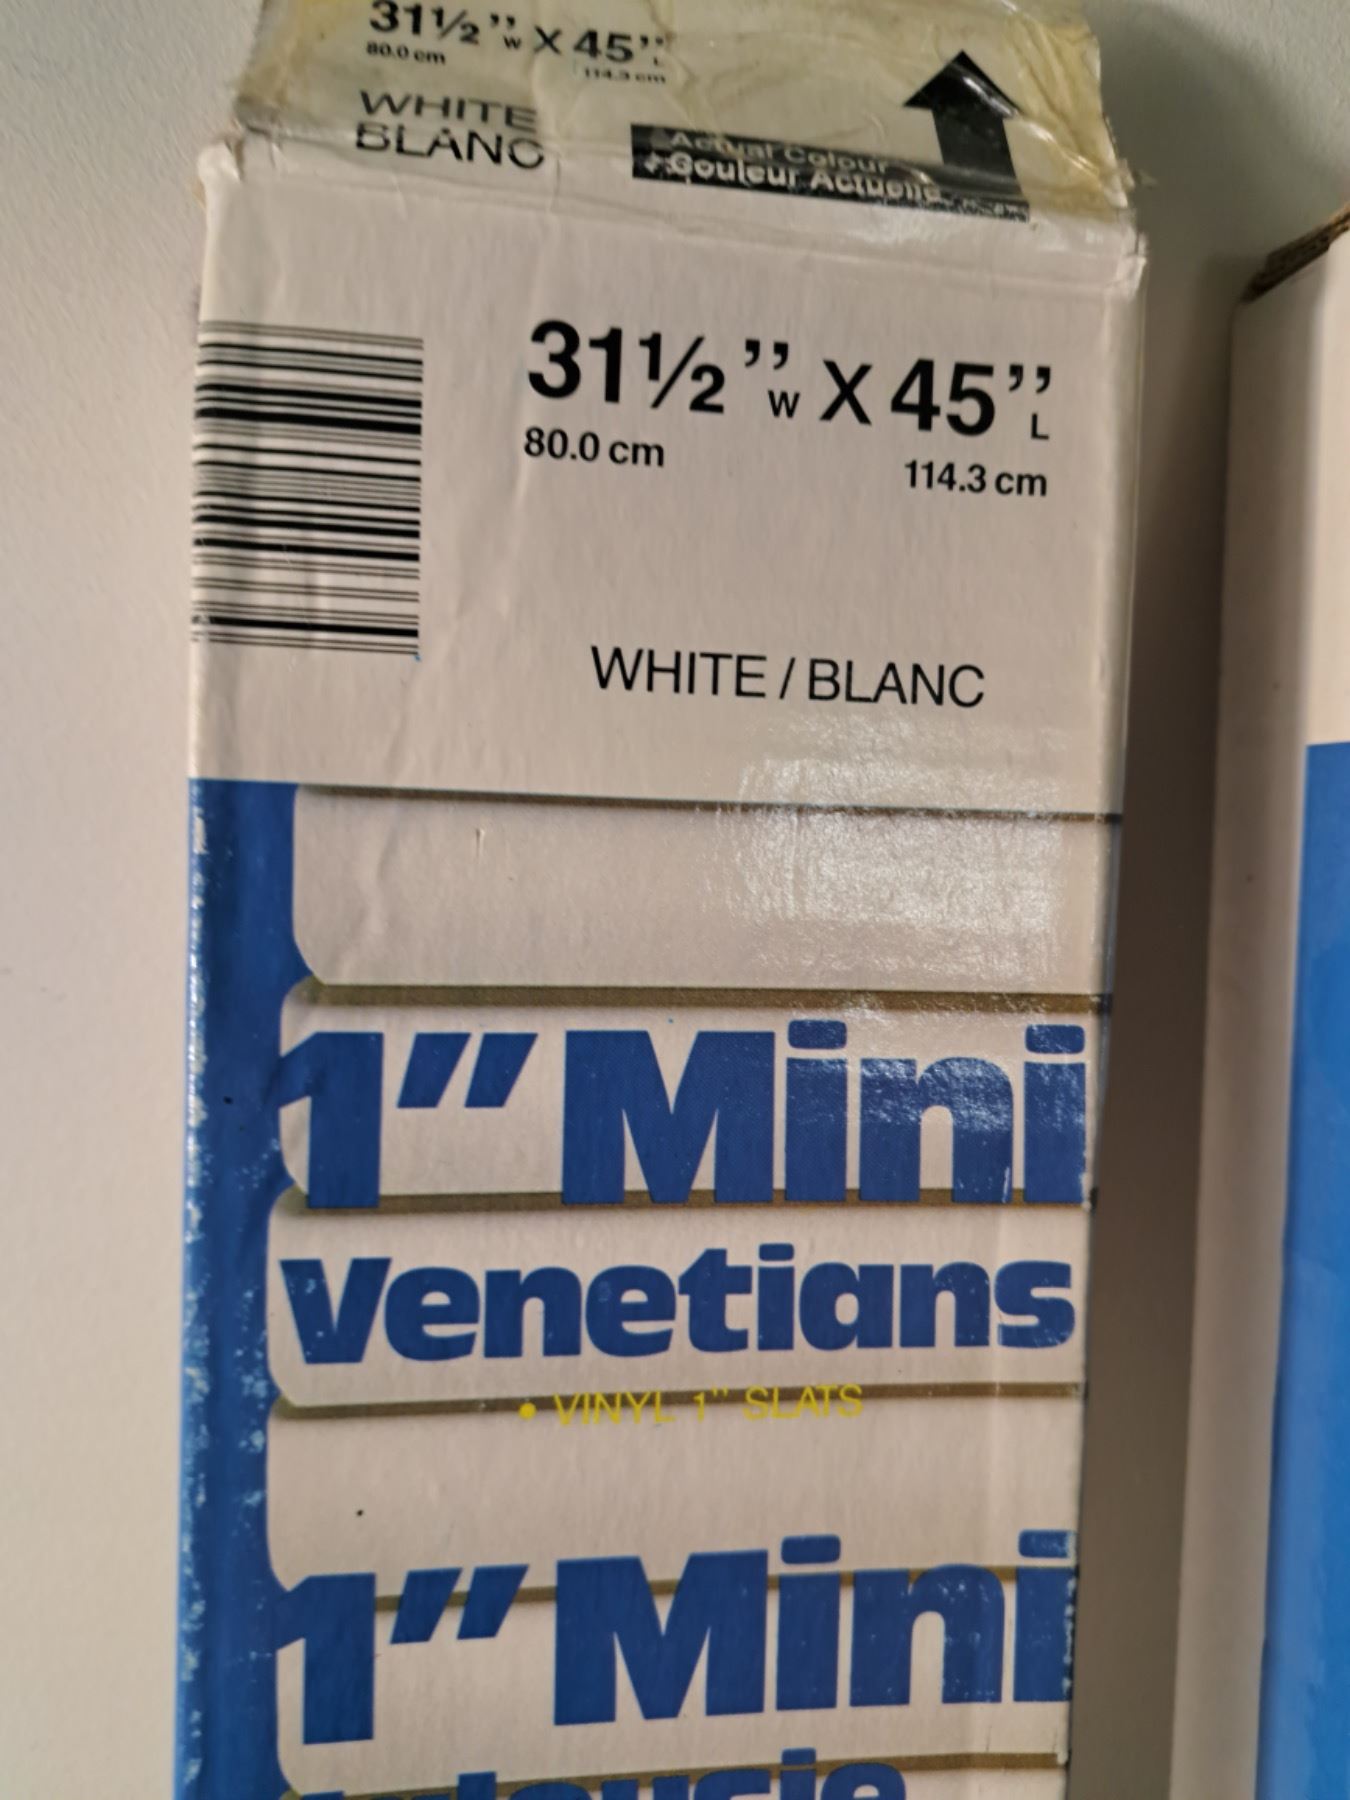 31½" W X 45" L
80.0 cm 114.3 cm
WHITE
BLANC
Actual Colour
Couleur Actuelle
31½" W X 45" L
80.0 cm 114.3 cm
WHITE / BLANC
1" Mini
Venetians
• VINYL 1" SLATS
1" Mini